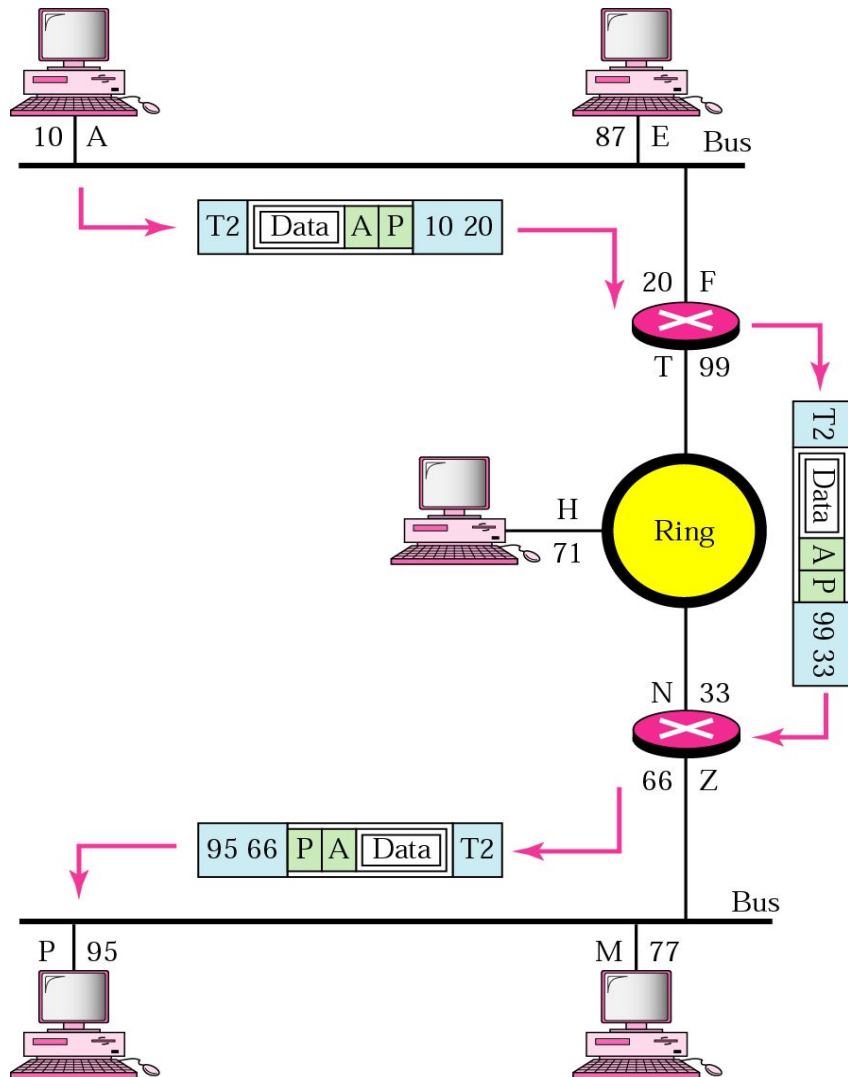 10 A
87 E
Bus
T2 Data A P 10 20
20 F
T 99
T2 Data A P 99 33
H
71
Ring
N 33
66 Z
95 66 P A Data T2
Bus
P 95
M 77